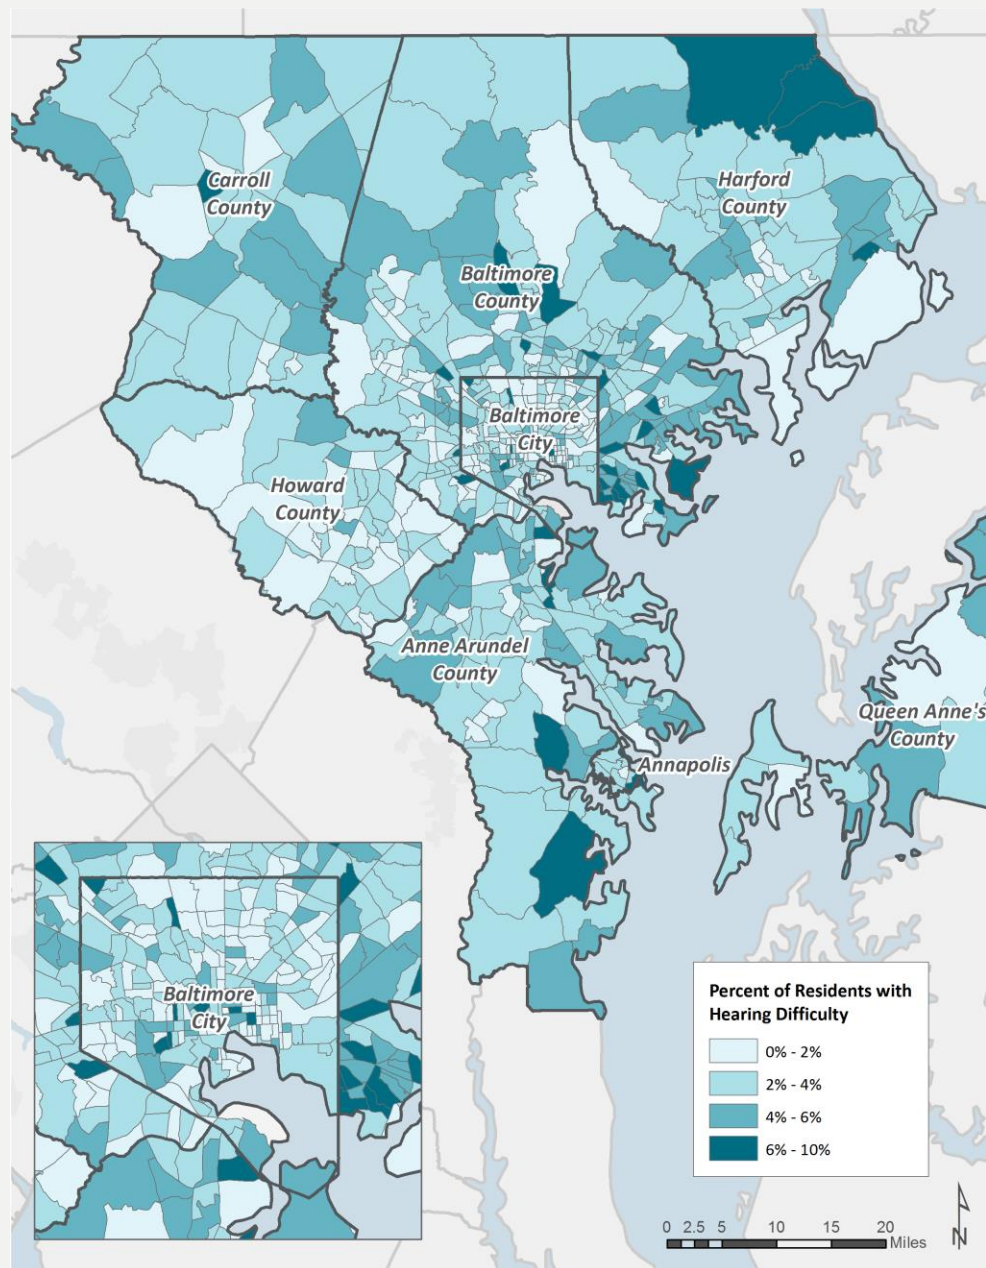 Carroll
County
Harford
County
Baltimore
County
Baltimore
City
Howard
County
Anne Arundel
County
Queen Anne's
County
Annapolis
Baltimore
City
Percent of Residents with
Hearing Difficulty
0% - 2%
2% - 4%
4% - 6%
6% - 10%
0 2.5 5 10 15 20
Miles
N